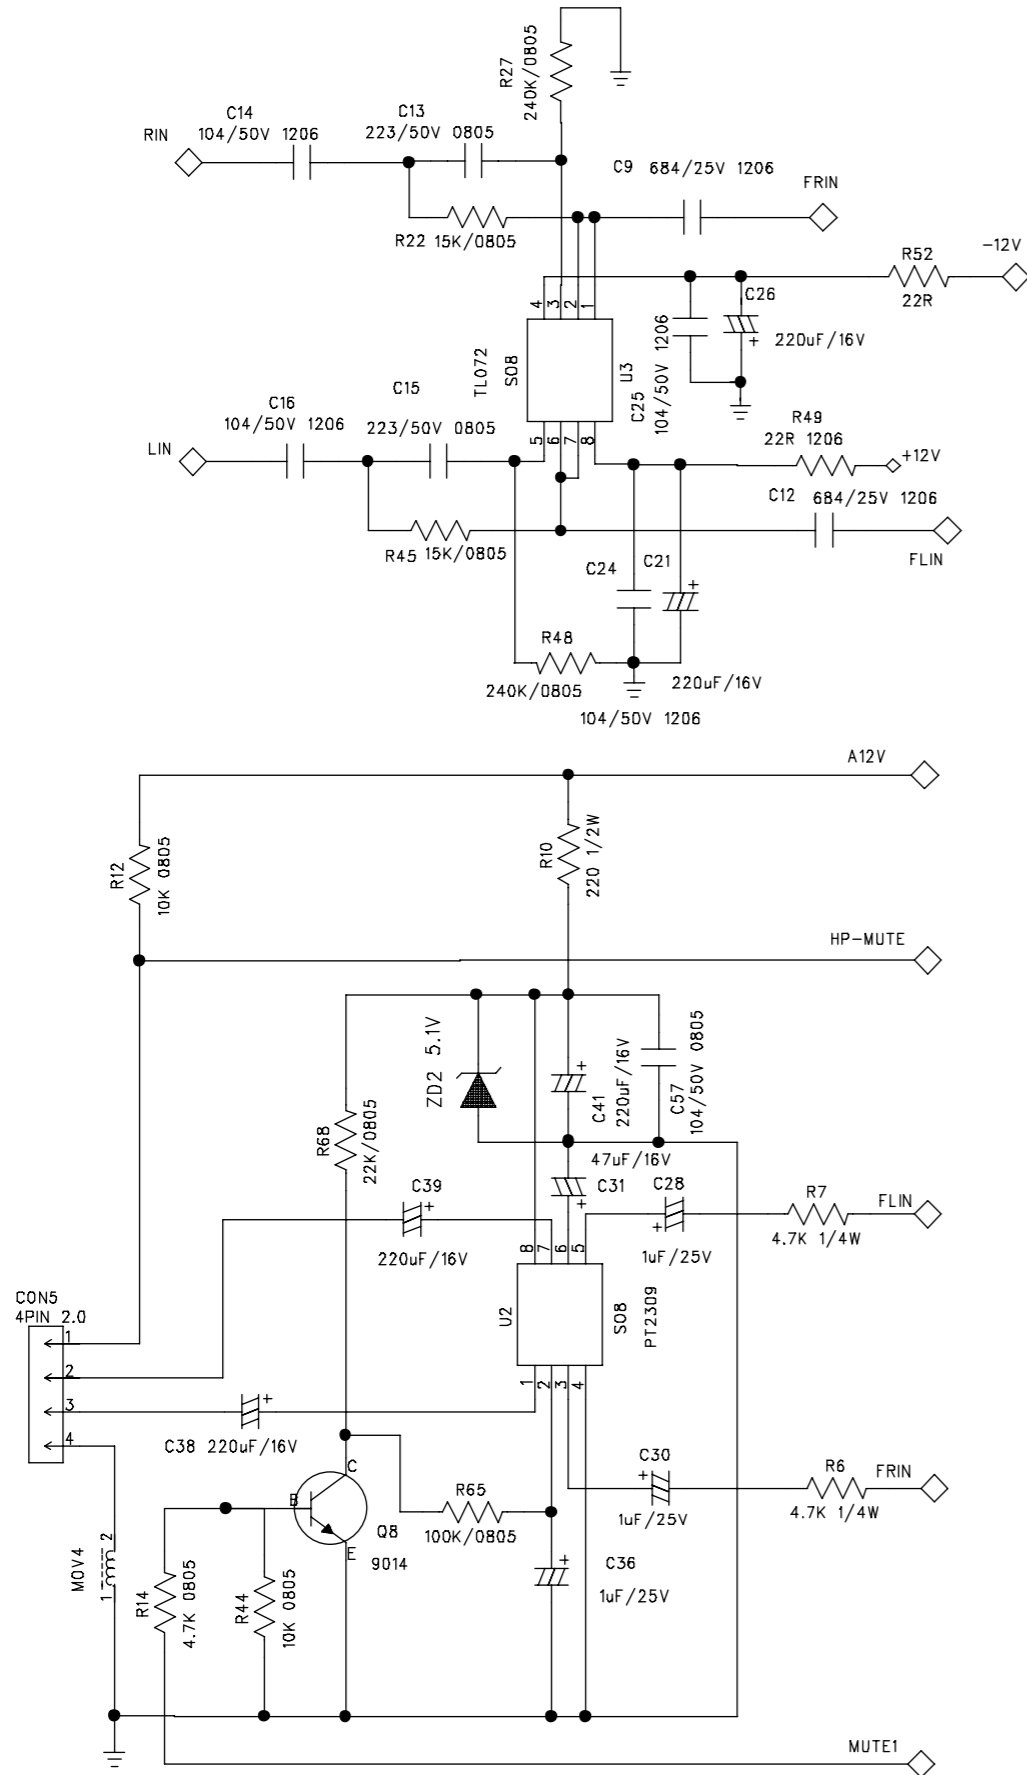 R27
240K/0805
C14
104/50V 1206
C13
223/50V 0805
RIN
C9 684/25V 1206
FRIN
R22 15K/0805
-12V
R52
22R
C26
220uF/16V
4 3 2 1
TL072
SO8
U3
C25
104/50V 1206
C15
223/50V 0805
C16
104/50V 1206
LIN
5 6 7 8
R49
22R 1206
+12V
C12 684/25V 1206
FLIN
R45 15K/0805
C24
C21
+
R48
240K/0805
220uF/16V
104/50V 1206
A12V
R12
10K 0805
R10
220 1/2W
HP-MUTE
ZD2 5.1V
C41
220uF/16V
C57
104/50V 0805
R68
22K/0805
47uF/16V
C31
C28
1uF/25V
R7
4.7K 1/4W
FLIN
C39
220uF/16V
8 7 6 5
U2
SO8
PT2309
1 2 3 4
CON5
4PIN 2.0
1
2
3
4
C38 220uF/16V
C30
1uF/25V
R6
4.7K 1/4W
FRIN
C
B
E
Q8
9014
R65
100K/0805
C36
1uF/25V
MOV4
1 2
R14
4.7K 0805
R44
10K 0805
MUTE1